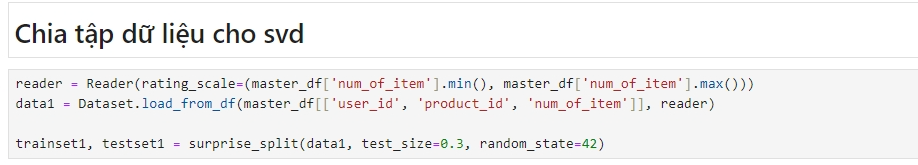 Chia tập dữ liệu cho svd
reader = Reader(rating_scale=(master_df['num_of_item'].min(), master_df['num_of_item'].max()))
data1 = Dataset.load_from_df(master_df[['user_id', 'product_id', 'num_of_item']], reader)
trainset1, testset1 = surprise_split(data1, test_size=0.3, random_state=42)